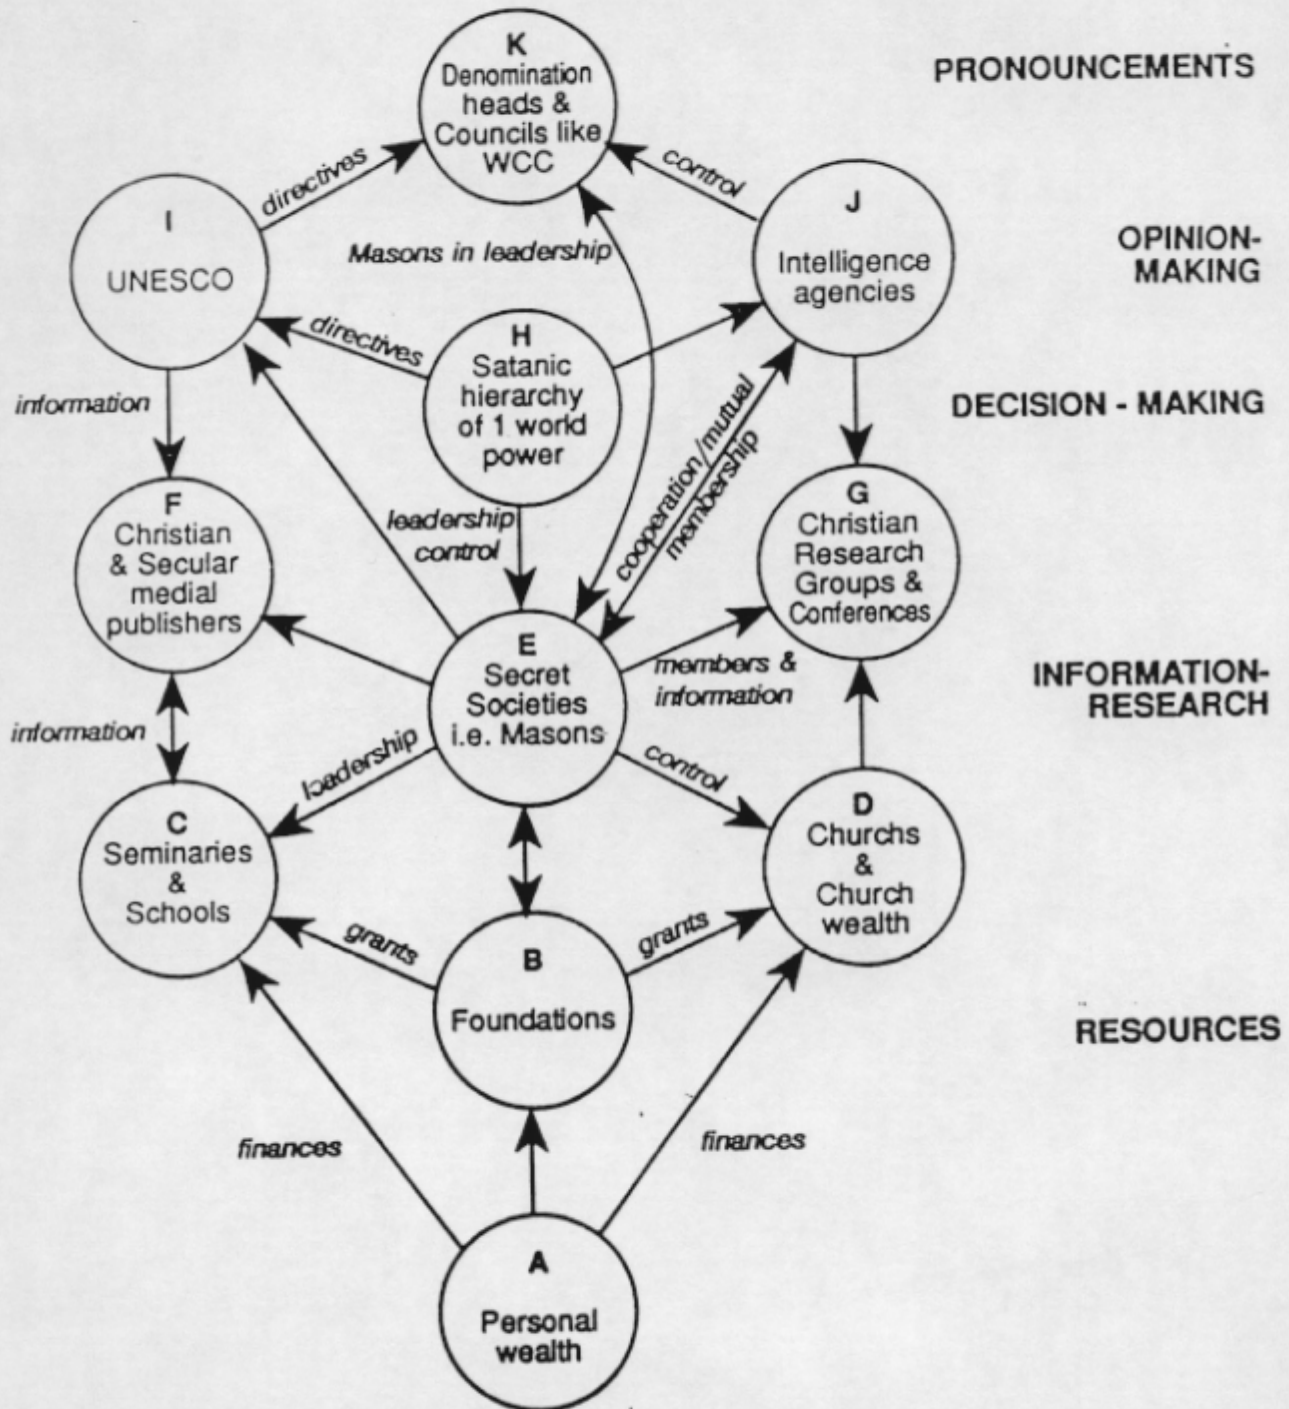 K
Denomination
heads &
Councils like
WCC
PRONOUNCEMENTS
directives
control
I
UNESCO
Masons in leadership
J
Intelligence
agencies
OPINION-
MAKING
directives
H
Satanic
hierarchy
of 1 world
power
information
DECISION - MAKING
cooperation/mutual
membership
F
Christian
& Secular
medial
publishers
leadership
control
G
Christian
Research
Groups &
Conferences
E
Secret
Societies
i.e. Masons
members &
information
INFORMATION-
RESEARCH
information
leadership
control
C
Seminaries
&
Schools
D
Churchs
&
Church
wealth
grants
grants
B
Foundations
RESOURCES
finances
finances
A
Personal
wealth